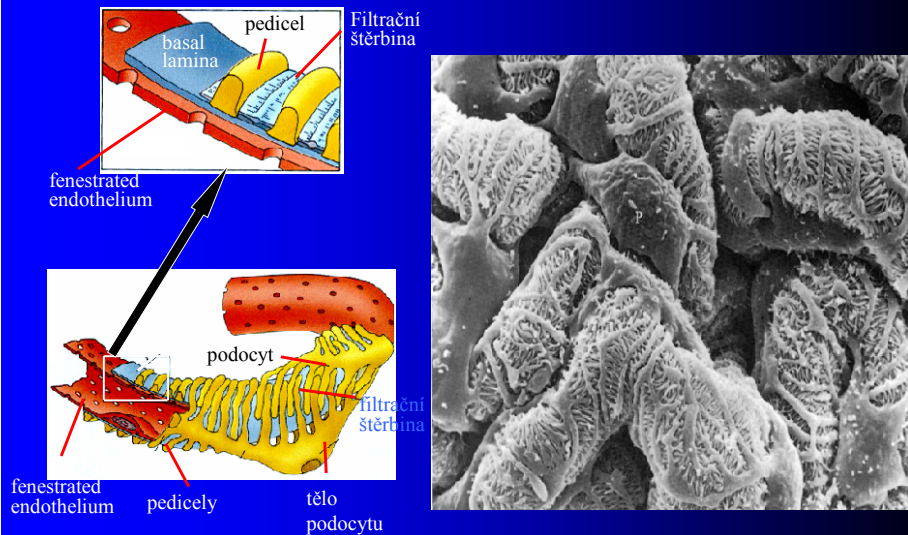 pedicel
Filtrační
štěrbina
basal
lamina
fenestrated
endothelium
podocyt
filtrační
štěrbina
fenestrated
endothelium
pedicely
tělo
podocytu
P